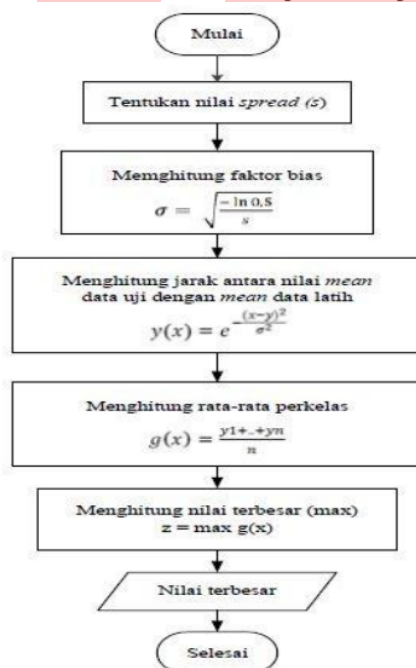 Mulai
Tentukan nilai spread (s)
Memghitung faktor bias
σ = √(-ln 0,5 / s)
Menghitung jarak antara nilai mean
data uji dengan mean data latih
y(x) = e^(-(x-y)²/σ²)
Menghitung rata-rata perkelas
g(x) = (y1+..+yn)/n
Menghitung nilai terbesar (max)
z = max g(x)
Nilai terbesar
Selesai